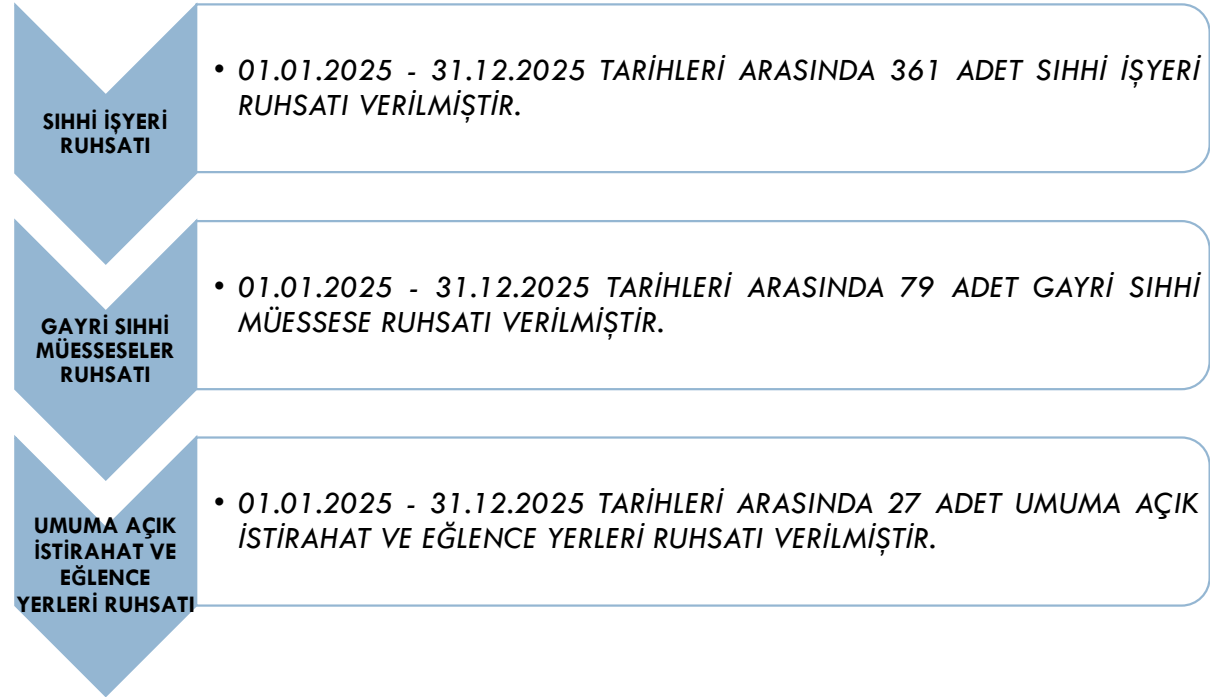 SIHHİ İŞYERİ
RUHSATI
• 01.01.2025 - 31.12.2025 TARİHLERİ ARASINDA 361 ADET SIHHİ İŞYERİ
RUHSATI VERİLMİŞTİR.
GAYRİ SIHHİ
MÜESSESELER
RUHSATI
• 01.01.2025 - 31.12.2025 TARİHLERİ ARASINDA 79 ADET GAYRİ SIHHİ
MÜESSESE RUHSATI VERİLMİŞTİR.
UMUMA AÇIK
İSTİRAHAT VE
EĞLENCE
YERLERİ RUHSATI
• 01.01.2025 - 31.12.2025 TARİHLERİ ARASINDA 27 ADET UMUMA AÇIK
İSTİRAHAT VE EĞLENCE YERLERİ RUHSATI VERİLMİŞTİR.